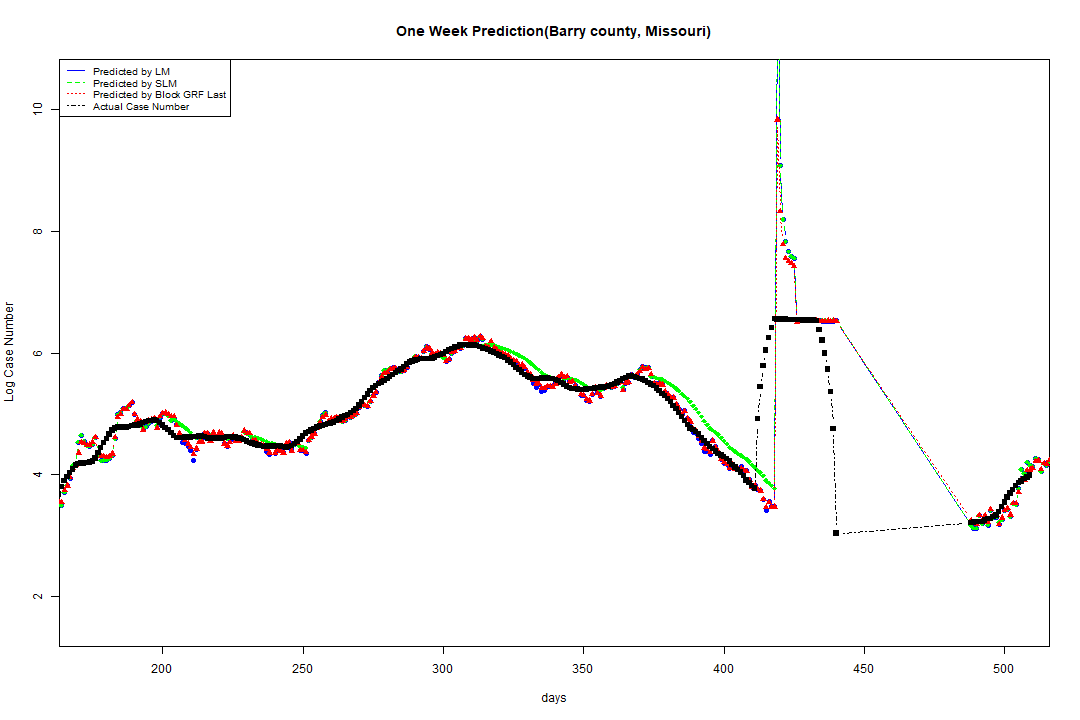 One Week Prediction(Barry county, Missouri)
Predicted by LM
Predicted by SLM
Predicted by Block GRF Last
Actual Case Number
Log Case Number
10
8
6
4
2
200 250 300 350 400 450 500
days